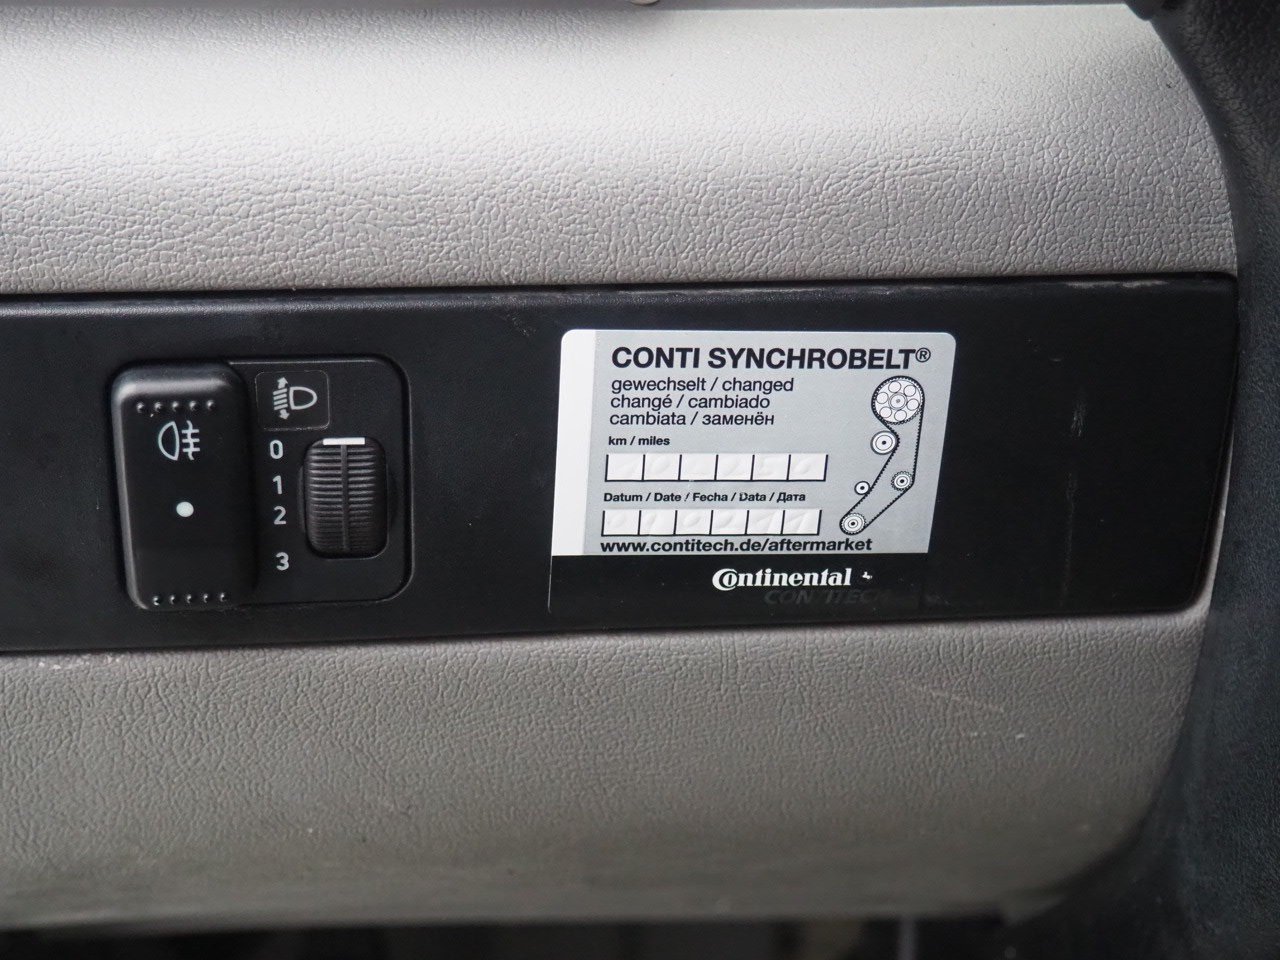 0
1
2
3
CONTI SYNCHROBELT®
gewechselt / changed
changé / cambiado
cambiata / заменён
km / miles
Datum / Date / Fecha / Data / Дата
www.contitech.de/aftermarket
Continental
CONTITECH